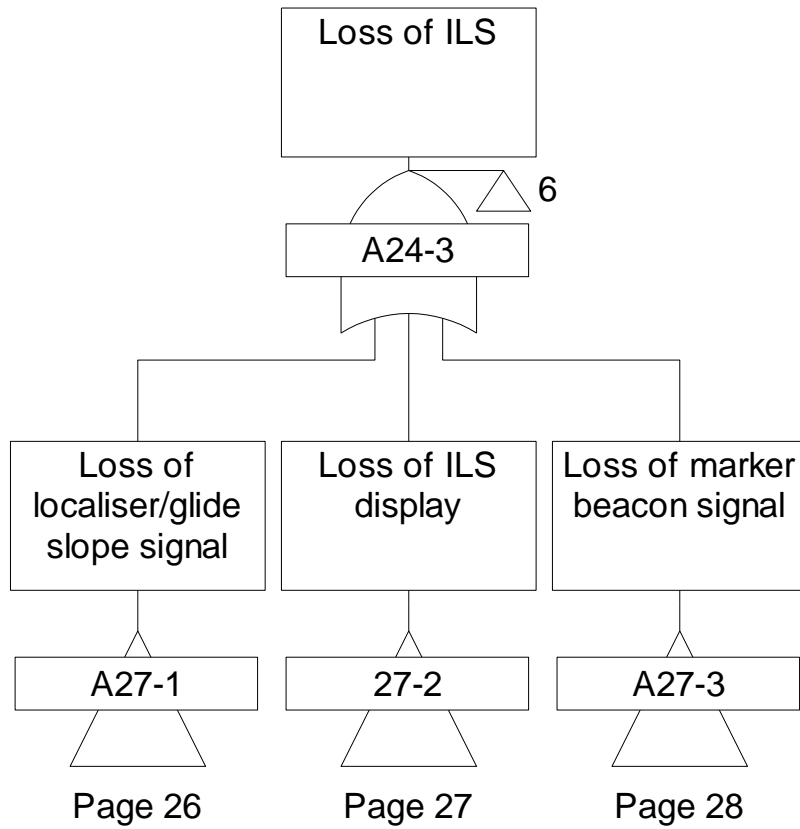 Loss of ILS
6
A24-3
Loss of
localiser/glide
slope signal
Loss of ILS
display
Loss of marker
beacon signal
A27-1
27-2
A27-3
Page 26
Page 27
Page 28